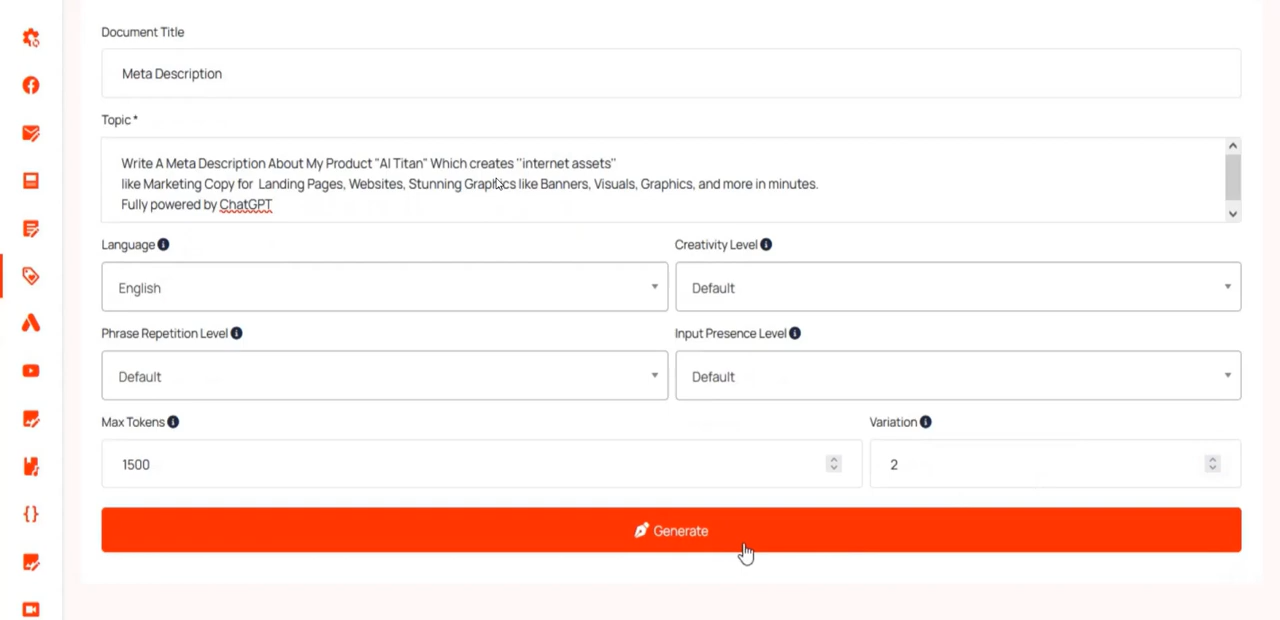 Document Title
Meta Description
Topic *
Write A Meta Description About My Product "AI Titan" Which creates "internet assets"
like Marketing Copy for Landing Pages, Websites, Stunning Graphics like Banners, Visuals, Graphics, and more in minutes.
Fully powered by ChatGPT
Language
Creativity Level
English
Default
Phrase Repetition Level
Input Presence Level
Default
Default
Max Tokens
Variation
1500
2
Generate